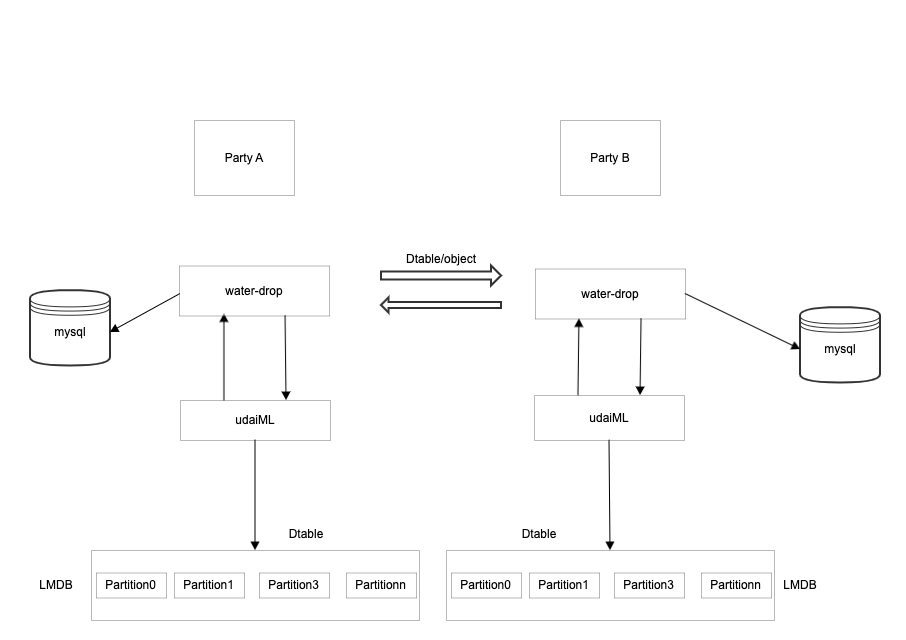 Party A
Party B
Dtable/object
water-drop
water-drop
mysql
mysql
udaiML
udaiML
Dtable
Dtable
LMDB
Partition0
Partition1
Partition3
Partitionn
Partition0
Partition1
Partition3
Partitionn
LMDB